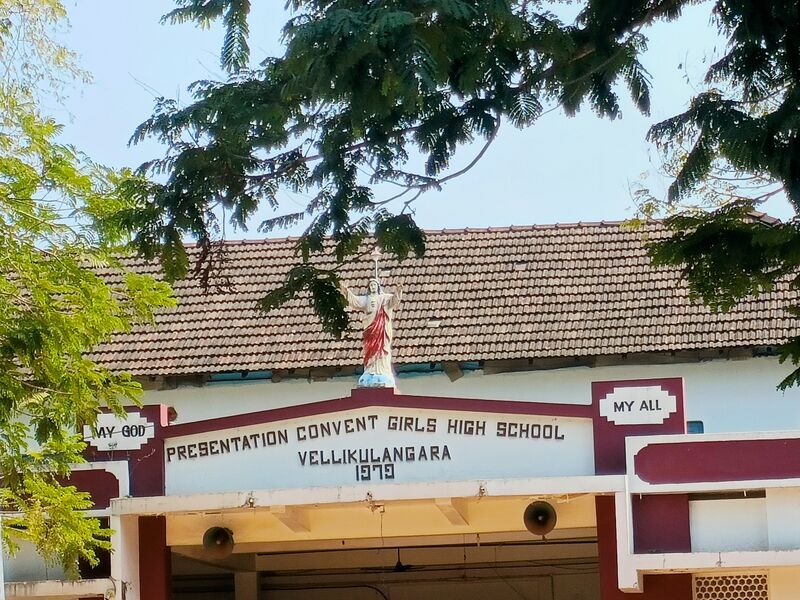 MY GOD
MY ALL
PRESENTATION CONVENT GIRLS HIGH SCHOOL
VELLIKULANGARA
1979